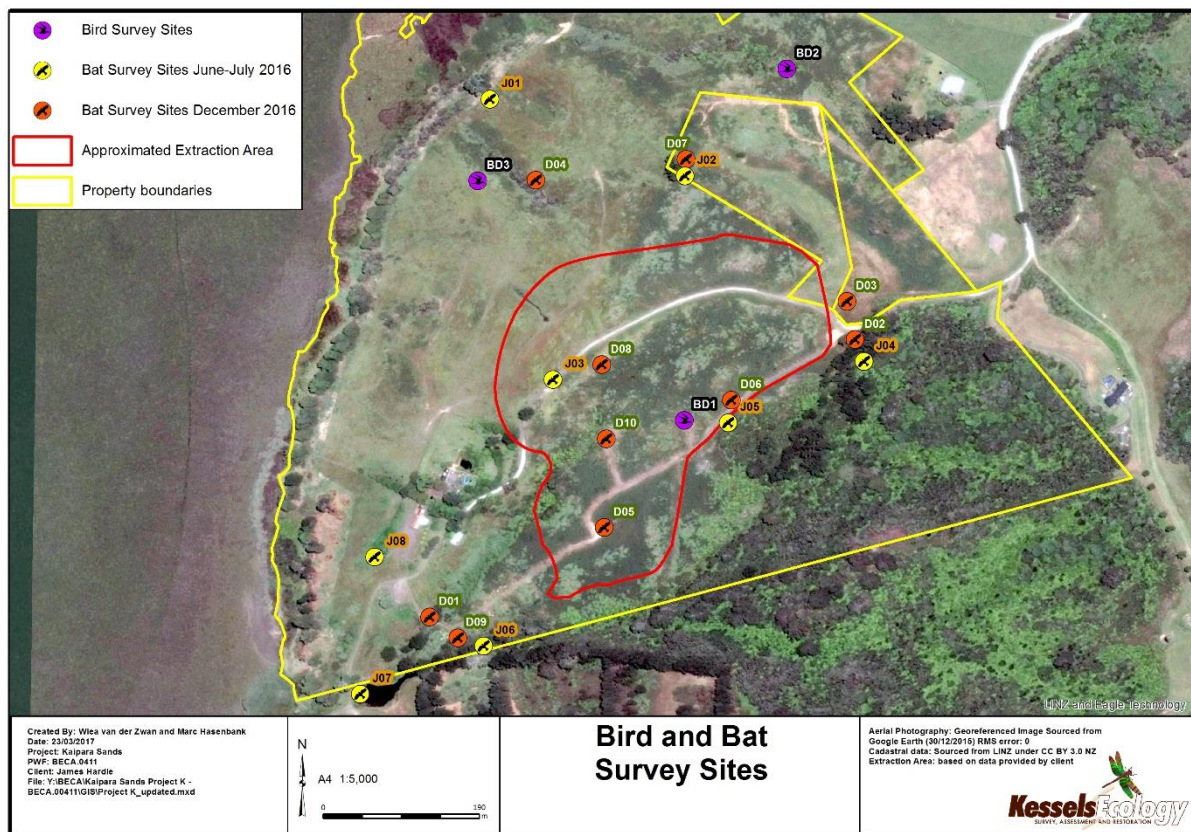 Bird Survey Sites
Bat Survey Sites June-July 2016
Bat Survey Sites December 2016
Approximated Extraction Area
Property boundaries
BD2
J01
D07
J02
BD3
D04
D03
D02
J04
D08
J03
D06
BD1
J05
D10
D05
J08
D01
D09
J06
J07
LINZ and Eagle Technology
Created By: Wiea van der Zwan and Marc Hasenbank
Date: 23/03/2017
Project: Kaipara Sands
PWF: BECA.0411
Client: James Hardie
File: Y:\BECA\Kaipara Sands Project K -
BECA.00411\GIS\Project K_updated.mxd
N
A4 1:5,000
0 190
m
Bird and Bat
Survey Sites
Aerial Photography: Georeferenced Image Sourced from
Google Earth (30/12/2015) RMS error: 0
Cadastral data: Sourced from LINZ under CC BY 3.0 NZ
Extraction Area: based on data provided by client
KesselsEcology
SURVEY, ASSESSMENT AND RESTORATION